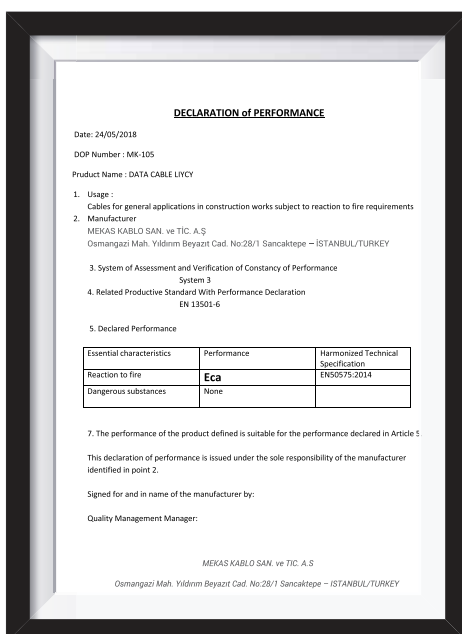 DECLARATION of PERFORMANCE
Date: 24/05/2018
DOP Number : MK-105
Product Name : DATA CABLE LIYCY
1. Usage :
Cables for general applications in construction works subject to reaction to fire requirements
2. Manufacturer
MEKAS KABLO SAN. ve TİC. A.Ş
Osmangazi Mah. Yıldırım Beyazıt Cad. No:28/1 Sancaktepe – İSTANBUL/TURKEY
3. System of Assessment and Verification of Constancy of Performance
System 3
4. Related Productive Standard With Performance Declaration
EN 13501-6
5. Declared Performance
Essential characteristics Performance Harmonized Technical
Specification
Reaction to fire Eca EN50575:2014
Dangerous substances None
7. The performance of the product defined is suitable for the performance declared in Article 5
This declaration of performance is issued under the sole responsibility of the manufacturer
identified in point 2.
Signed for and in name of the manufacturer by:
Quality Management Manager:
MEKAS KABLO SAN. ve TIC. A.S
Osmangazi Mah. Yıldırım Beyazıt Cad. No:28/1 Sancaktepe – ISTANBUL/TURKEY